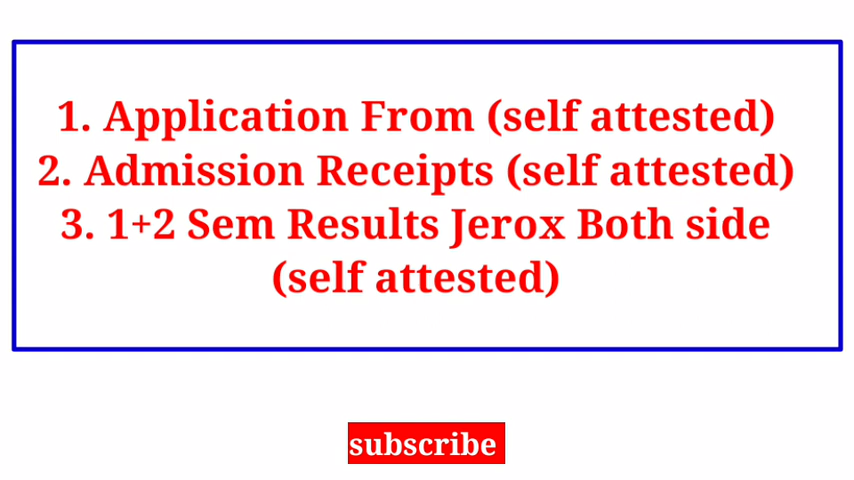 1. Application From (self attested)
2. Admission Receipts (self attested)
3. 1+2 Sem Results Jerox Both side
(self attested)
subscribe